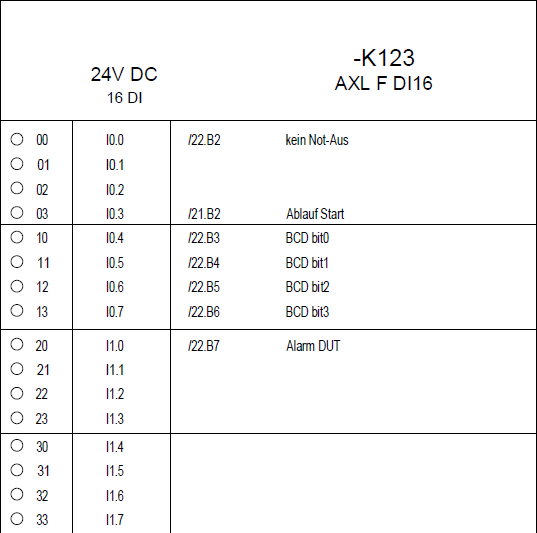 -K123
24V DC
AXL F DI16
16 DI
00 I0.0 /22.B2 kein Not-Aus
01 I0.1
02 I0.2
03 I0.3 /21.B2 Ablauf Start
10 I0.4 /22.B3 BCD bit0
11 I0.5 /22.B4 BCD bit1
12 I0.6 /22.B5 BCD bit2
13 I0.7 /22.B6 BCD bit3
20 I1.0 /22.B7 Alarm DUT
21 I1.1
22 I1.2
23 I1.3
30 I1.4
31 I1.5
32 I1.6
33 I1.7